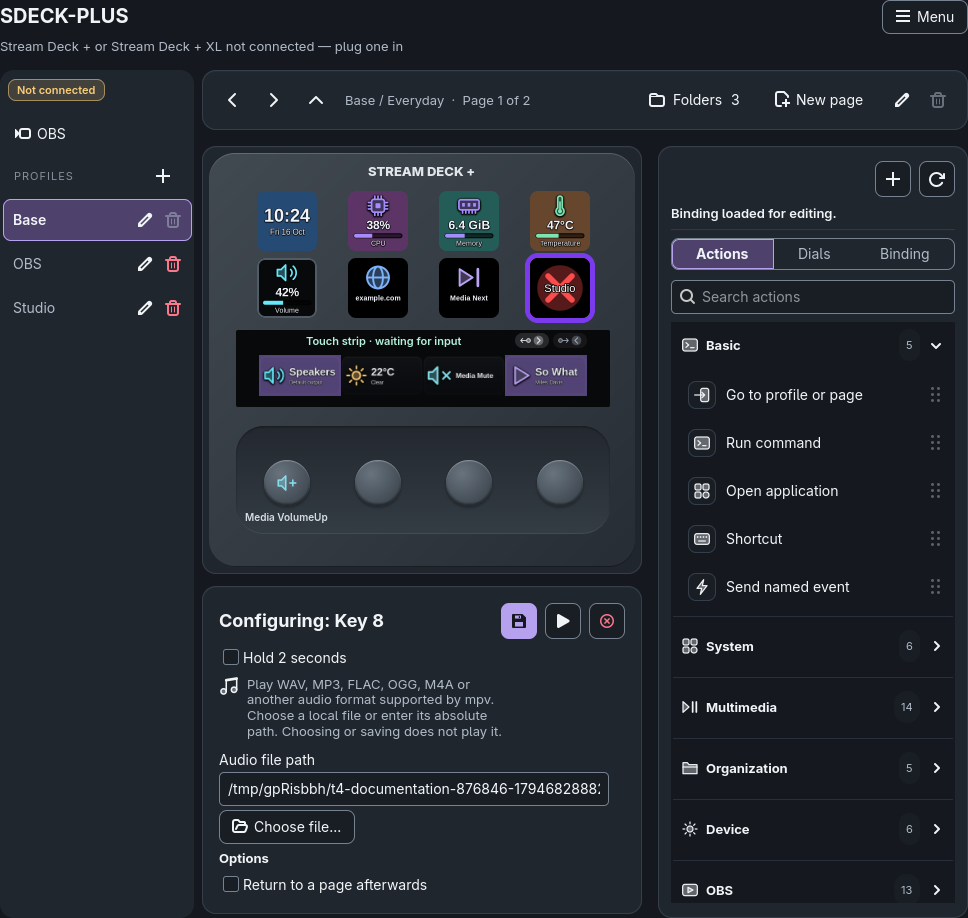 SDECK-PLUS
Menu
Stream Deck + or Stream Deck + XL not connected — plug one in
Not connected
OBS
PROFILES
Base
OBS
Studio
Base / Everyday · Page 1 of 2
Folders 3
New page
STREAM DECK +
10:24
Fri 16 Oct
38%
CPU
6.4 GiB
Memory
47°C
Temperature
42%
Volume
example.com
Media Next
Studio
Touch strip · waiting for input
Speakers
Default output
22°C
Clear
Media Mute
So What
Miles Davis
Media VolumeUp
Configuring: Key 8
Hold 2 seconds
Play WAV, MP3, FLAC, OGG, M4A or
another audio format supported by mpv.
Choose a local file or enter its absolute
path. Choosing or saving does not play it.
Audio file path
/tmp/gpRisbbh/t4-documentation-876846-1794682888:
Choose file...
Options
Return to a page afterwards
Binding loaded for editing.
Actions
Dials
Binding
Search actions
Basic 5
Go to profile or page
Run command
Open application
Shortcut
Send named event
System 6
Multimedia 14
Organization 5
Device 6
OBS 13